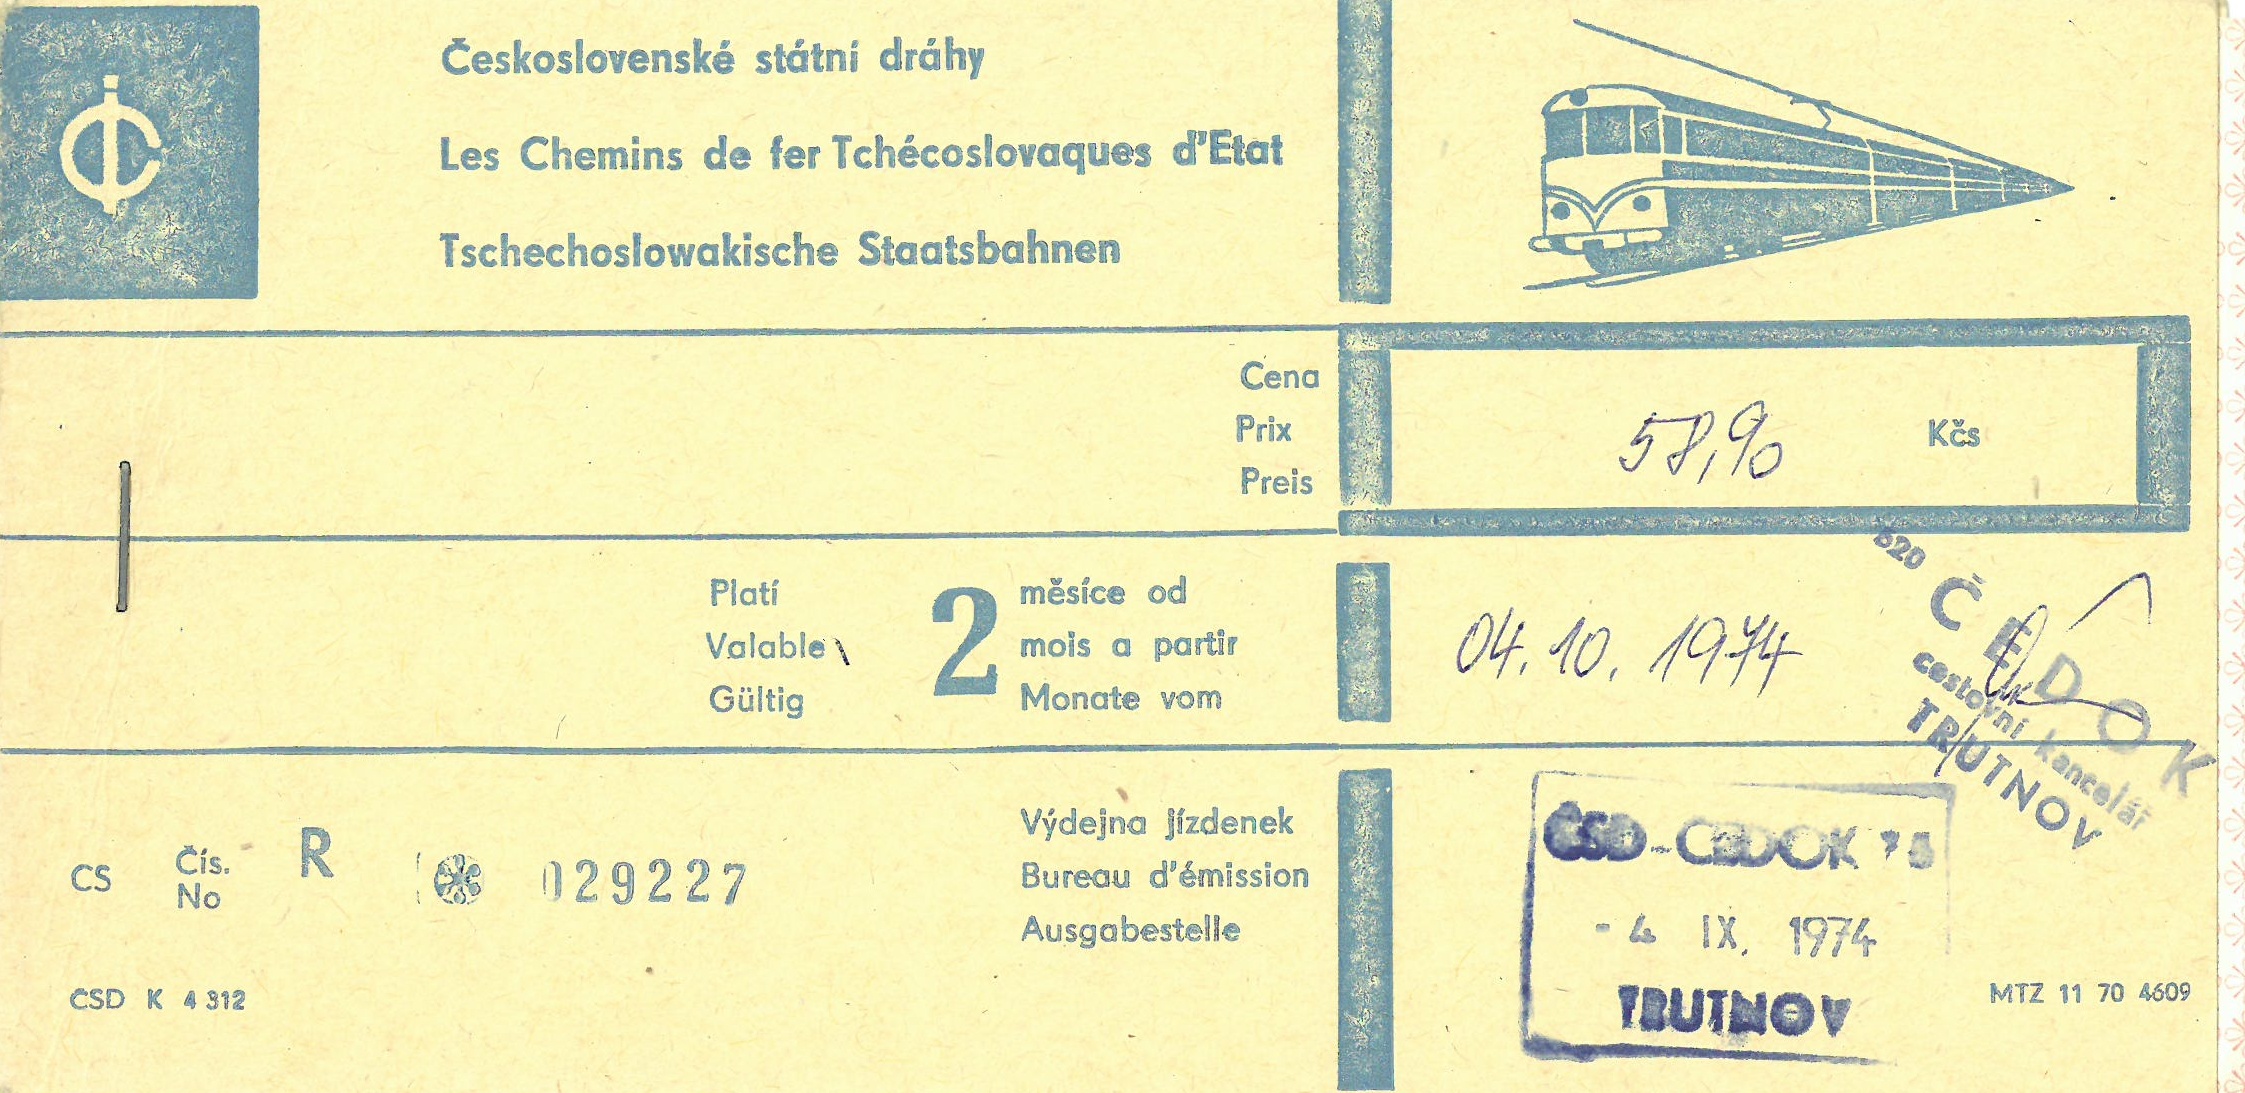 Československé státní dráhy
Les Chemins de fer Tchécoslovaques d'Etat
Tschechoslowakische Staatsbahnen
Cena
Prix
Preis
58,90 Kčs
Platí
Valable
Gültig
2
měsíce od
mois a partir
Monate vom
04.10.1974
620
ČEDOK
cestovní kancelář
TRUTNOV
CS
Čís.
No
R
029227
Výdejna jízdenek
Bureau d'émission
Ausgabestelle
ČSD-ČEDOK
- 4 IX. 1974
TRUTNOV
ČSD K 4 312
MTZ 11 70 4609